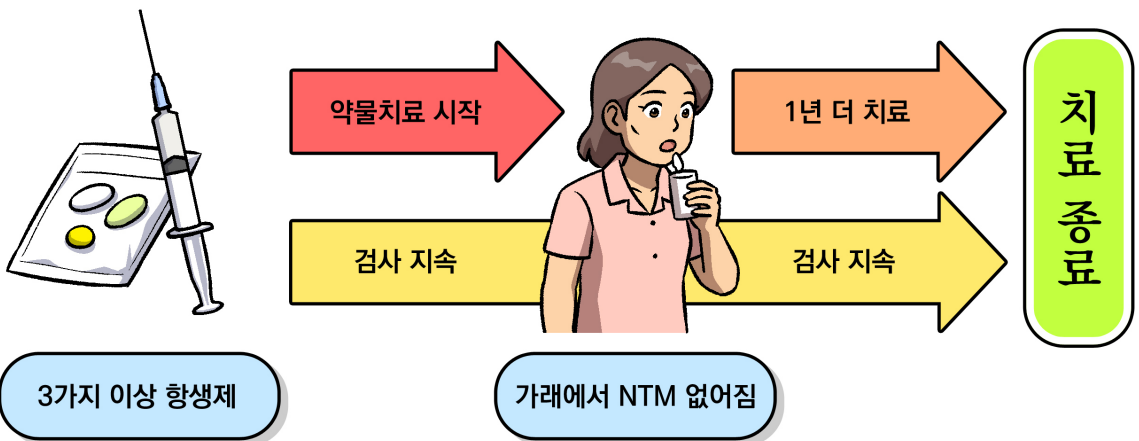 약물치료 시작
1년 더 치료
검사 지속
검사 지속
치료 종료
3가지 이상 항생제
가래에서 NTM 없어짐